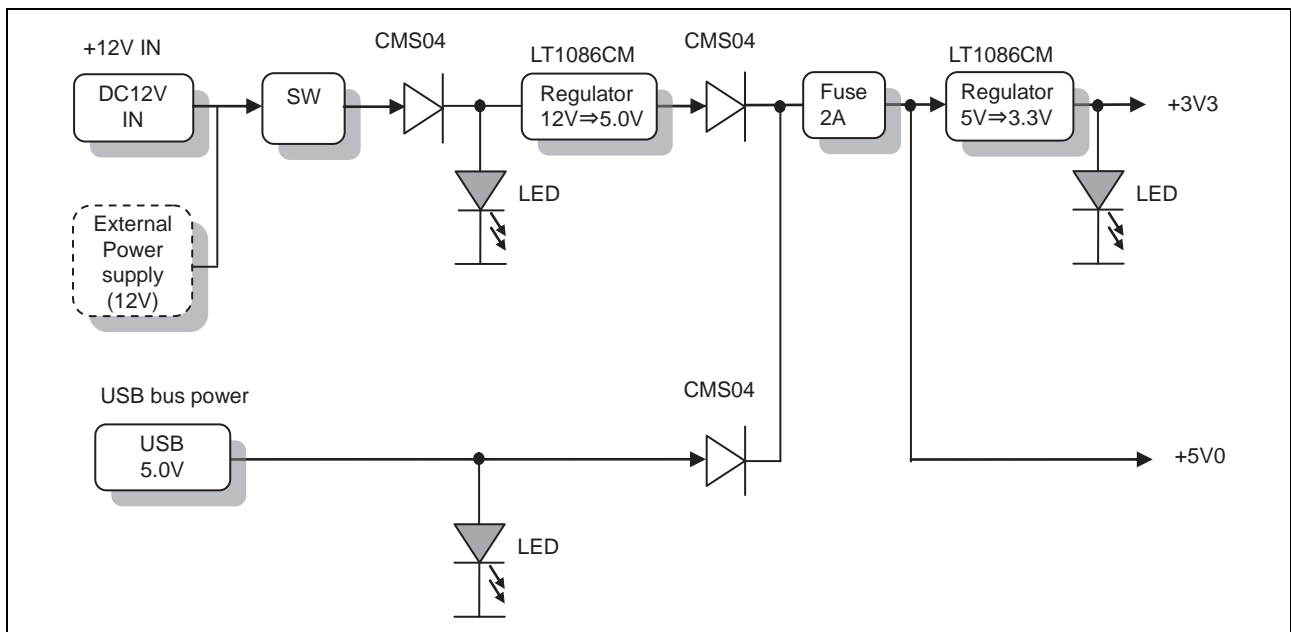 +12V IN
DC12V
IN
SW
CMS04
LT1086CM
Regulator
12V⇒5.0V
CMS04
Fuse
2A
LT1086CM
Regulator
5V⇒3.3V
+3V3
LED
LED
External
Power
supply
(12V)
USB bus power
USB
5.0V
CMS04
+5V0
LED